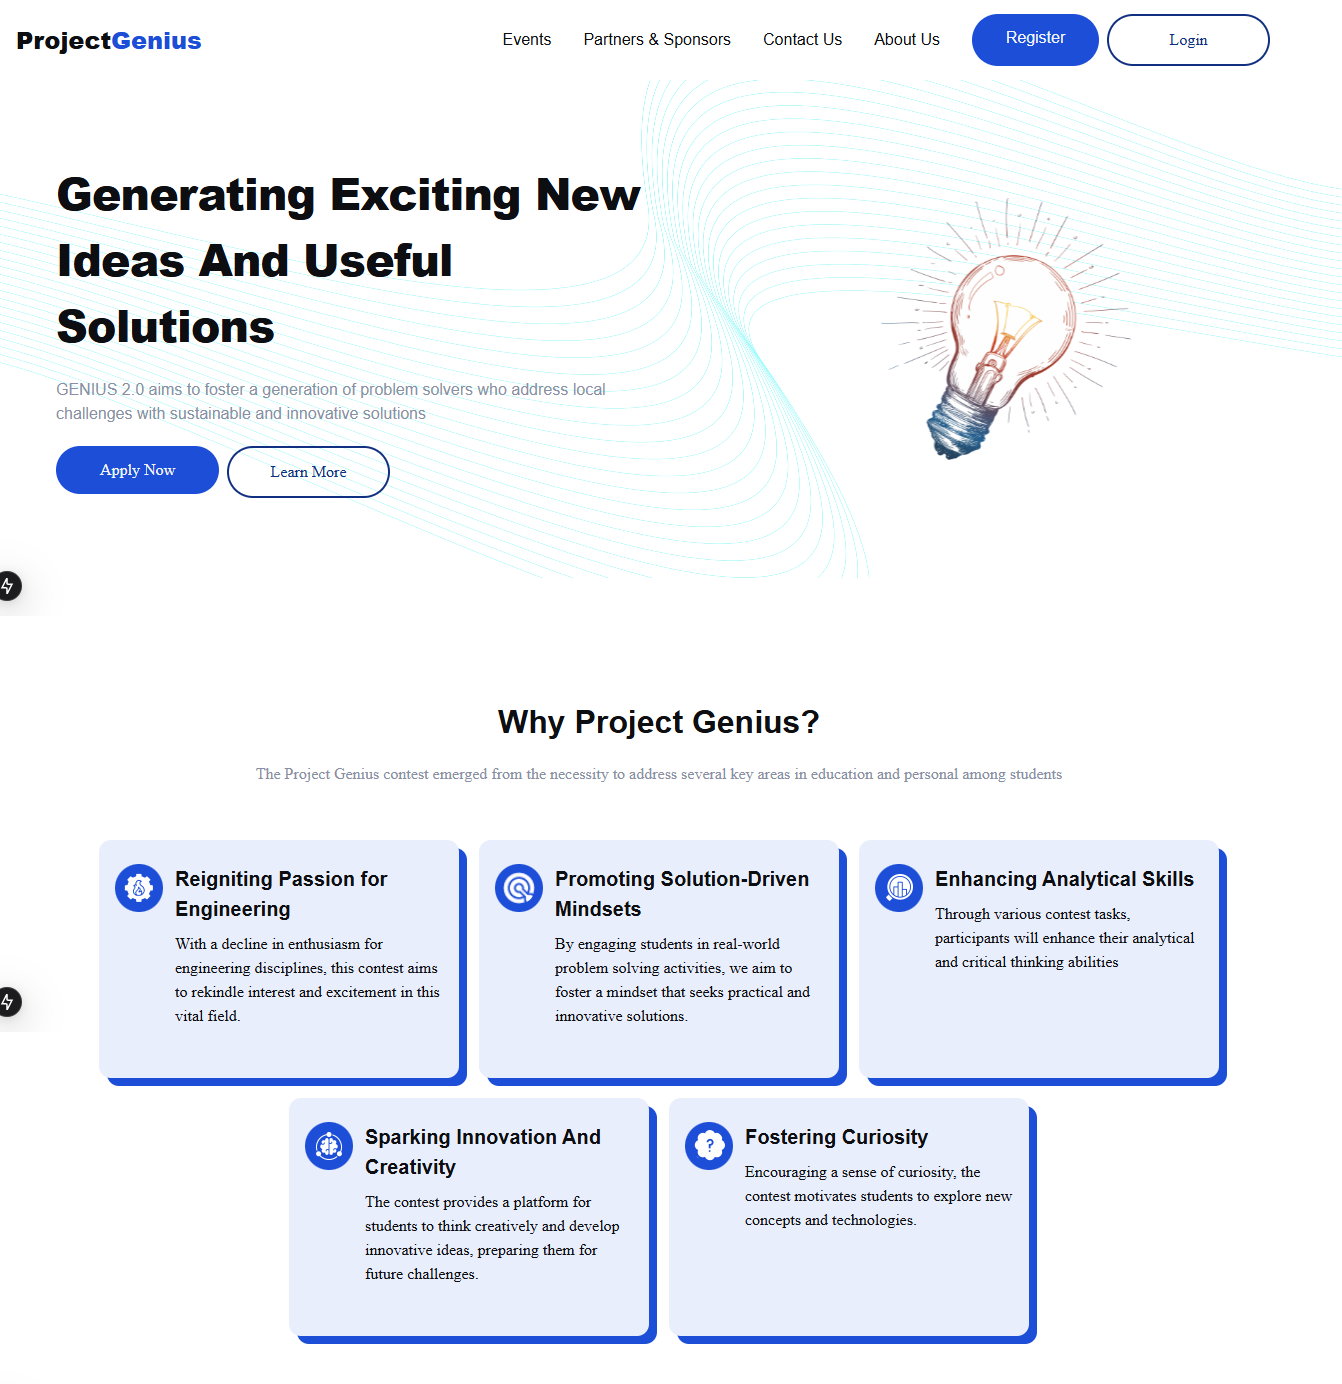 ProjectGenius
Events Partners & Sponsors Contact Us About Us Register Login
Generating Exciting New
Ideas And Useful
Solutions
GENIUS 2.0 aims to foster a generation of problem solvers who address local
challenges with sustainable and innovative solutions
Apply Now Learn More
Why Project Genius?
The Project Genius contest emerged from the necessity to address several key areas in education and personal among students
Reigniting Passion for
Engineering
With a decline in enthusiasm for
engineering disciplines, this contest aims
to rekindle interest and excitement in this
vital field.
Promoting Solution-Driven
Mindsets
By engaging students in real-world
problem solving activities, we aim to
foster a mindset that seeks practical and
innovative solutions.
Enhancing Analytical Skills
Through various contest tasks,
participants will enhance their analytical
and critical thinking abilities
Sparking Innovation And
Creativity
The contest provides a platform for
students to think creatively and develop
innovative ideas, preparing them for
future challenges.
?
Fostering Curiosity
Encouraging a sense of curiosity, the
contest motivates students to explore new
concepts and technologies.